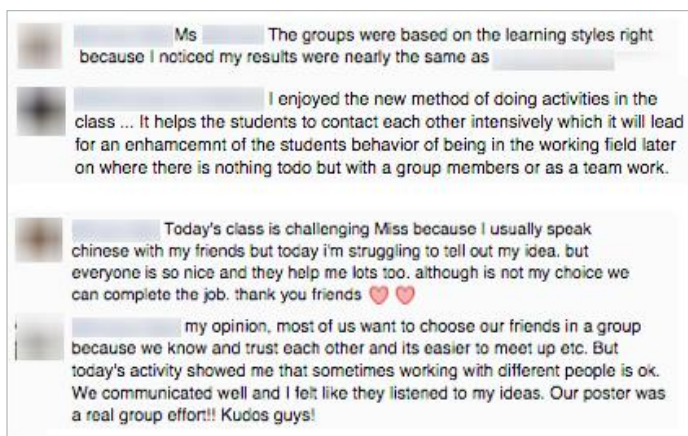 Ms The groups were based on the learning styles right
because I noticed my results were nearly the same as
I enjoyed the new method of doing activities in the
class ... It helps the students to contact each other intensively which it will lead
for an enhamcemnt of the students behavior of being in the working field later
on where there is nothing todo but with a group members or as a team work.
Today's class is challenging Miss because I usually speak
chinese with my friends but today i'm struggling to tell out my idea. but
everyone is so nice and they help me lots too. although is not my choice we
can complete the job. thank you friends
my opinion, most of us want to choose our friends in a group
because we know and trust each other and its easier to meet up etc. But
today's activity showed me that sometimes working with different people is ok.
We communicated well and I felt like they listened to my ideas. Our poster was
a real group effort!! Kudos guys!